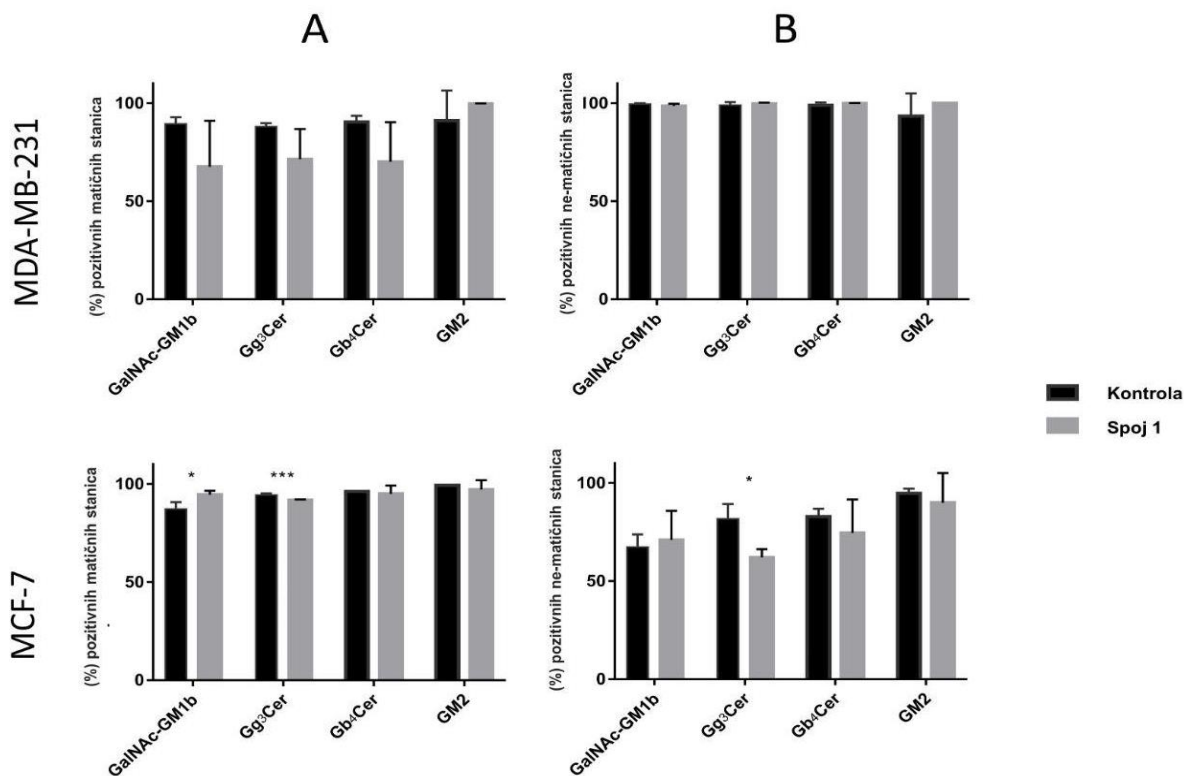 A
B
MDA-MB-231
(%) pozitivnih matičnih stanica
100
50
0
GalNAc-GM1b
Gg3Cer
Gb4Cer
GM2
(%) pozitivnih ne-matičnih stanica
100
50
0
GalNAc-GM1b
Gg3Cer
Gb4Cer
GM2
Kontrola
Spoj 1
MCF-7
(%) pozitivnih matičnih stanica
100
50
0
*
***
GalNAc-GM1b
Gg3Cer
Gb4Cer
GM2
(%) pozitivnih ne-matičnih stanica
100
50
0
*
GalNAc-GM1b
Gg3Cer
Gb4Cer
GM2